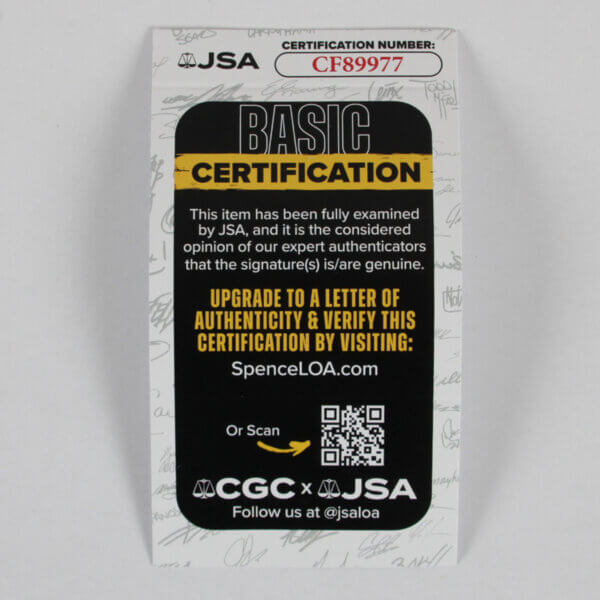 JSA
CERTIFICATION NUMBER:
CF89977
BASIC
CERTIFICATION
This item has been fully examined
by JSA, and it is the considered
opinion of our expert authenticators
that the signature(s) is/are genuine.
UPGRADE TO A LETTER OF
AUTHENTICITY & VERIFY THIS
CERTIFICATION BY VISITING:
SpenceLOA.com
Or Scan
CGC x JSA
Follow us at @jsaloa